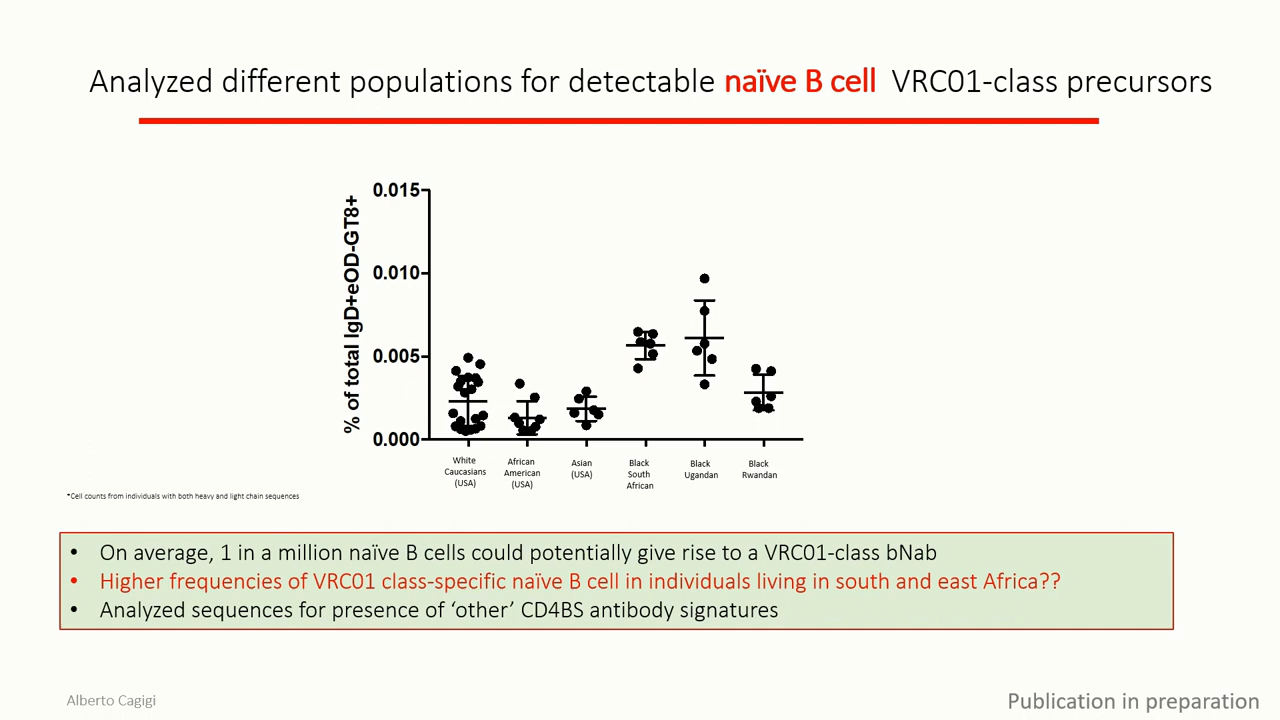 Analyzed different populations for detectable naïve B cell VRC01-class precursors
% of total IgD+eOD-GT8+
0.015
0.010
0.005
0.000
White
Caucasians
(USA)
African
American
(USA)
Asian
(USA)
Black
South
African
Black
Ugandan
Black
Rwandan
*Cell counts from individuals with both heavy and light chain sequences
• On average, 1 in a million naïve B cells could potentially give rise to a VRC01-class bNab
• Higher frequencies of VRC01 class-specific naïve B cell in individuals living in south and east Africa??
• Analyzed sequences for presence of ‘other’ CD4BS antibody signatures
Alberto Cagigi
Publication in preparation